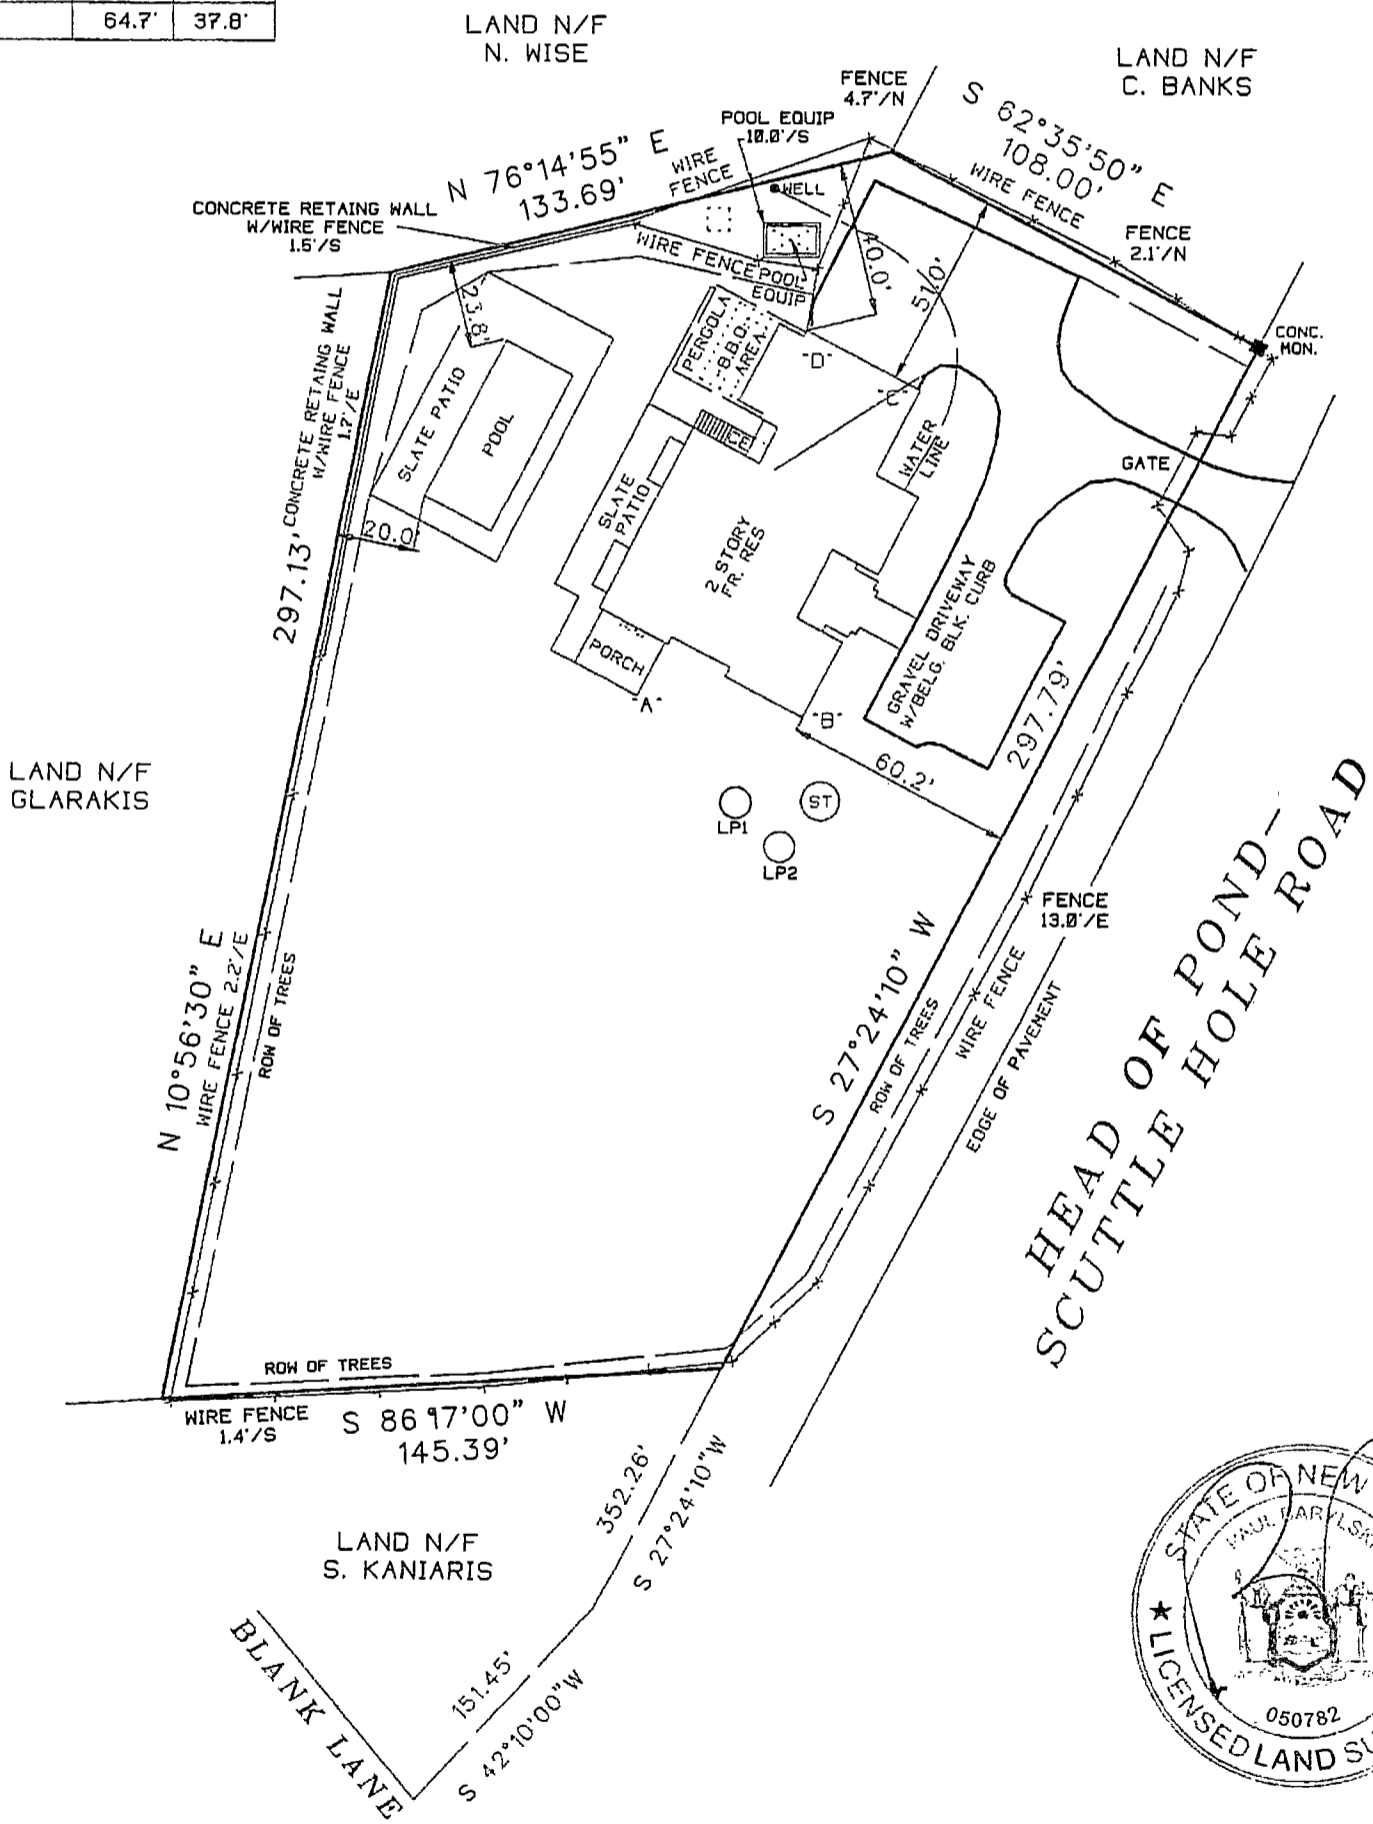 64.7' 37.8'
LAND N/F
N. WISE
LAND N/F
C. BANKS
FENCE
4.7'/N
S 62°35'50" E
108.00'
WIRE FENCE
POOL EQUIP
10.0'/S
N 76°14'55" E
133.69'
WIRE
FENCE
WELL
CONCRETE RETAING WALL
W/WIRE FENCE
1.5'/S
FENCE
2.1'/N
WIRE FENCE
POOL
EQUIP
40.0'
51.0'
CONC.
MON.
23.8'
CONCRETE RETAING WALL
W/WIRE FENCE
1.7'/E
297.13'
PERGOLA
B.B.Q.
AREA
"D"
"C"
SLATE PATIO
POOL
CE
WATER
LINE
GATE
20.0'
SLATE
PATIO
2 STORY
FR. RES
GRAVEL DRIVEWAY
W/BELG. BLK. CURB
PORCH
"A"
"B"
297.79'
60.2'
LAND N/F
GLARAKIS
ST
LP1
LP2
FENCE
13.0'/E
HEAD OF POND-
SCUTTLE HOLE ROAD
N 10°56'30" E
WIRE FENCE 2.2'/E
ROW OF TREES
S 27°24'10" W
ROW OF TREES
WIRE FENCE
EDGE OF PAVEMENT
ROW OF TREES
WIRE FENCE
1.4'/S
S 86 17'00" W
145.39'
352.26'
S 27°24'10"W
LAND N/F
S. KANIARIS
BLANK LANE
151.45'
S 42°10'00"W
STATE OF NEW
PAUL BARYLSK
050782
★ LICENSED LAND SU